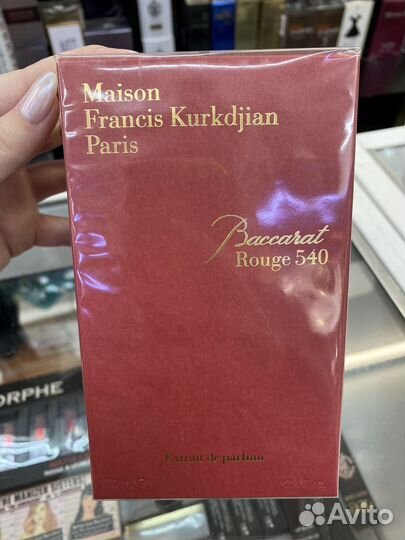 Maison
Francis Kurkdjian
Paris
Baccarat
Rouge 540
Extrait de parfum
ORPHE
Avito